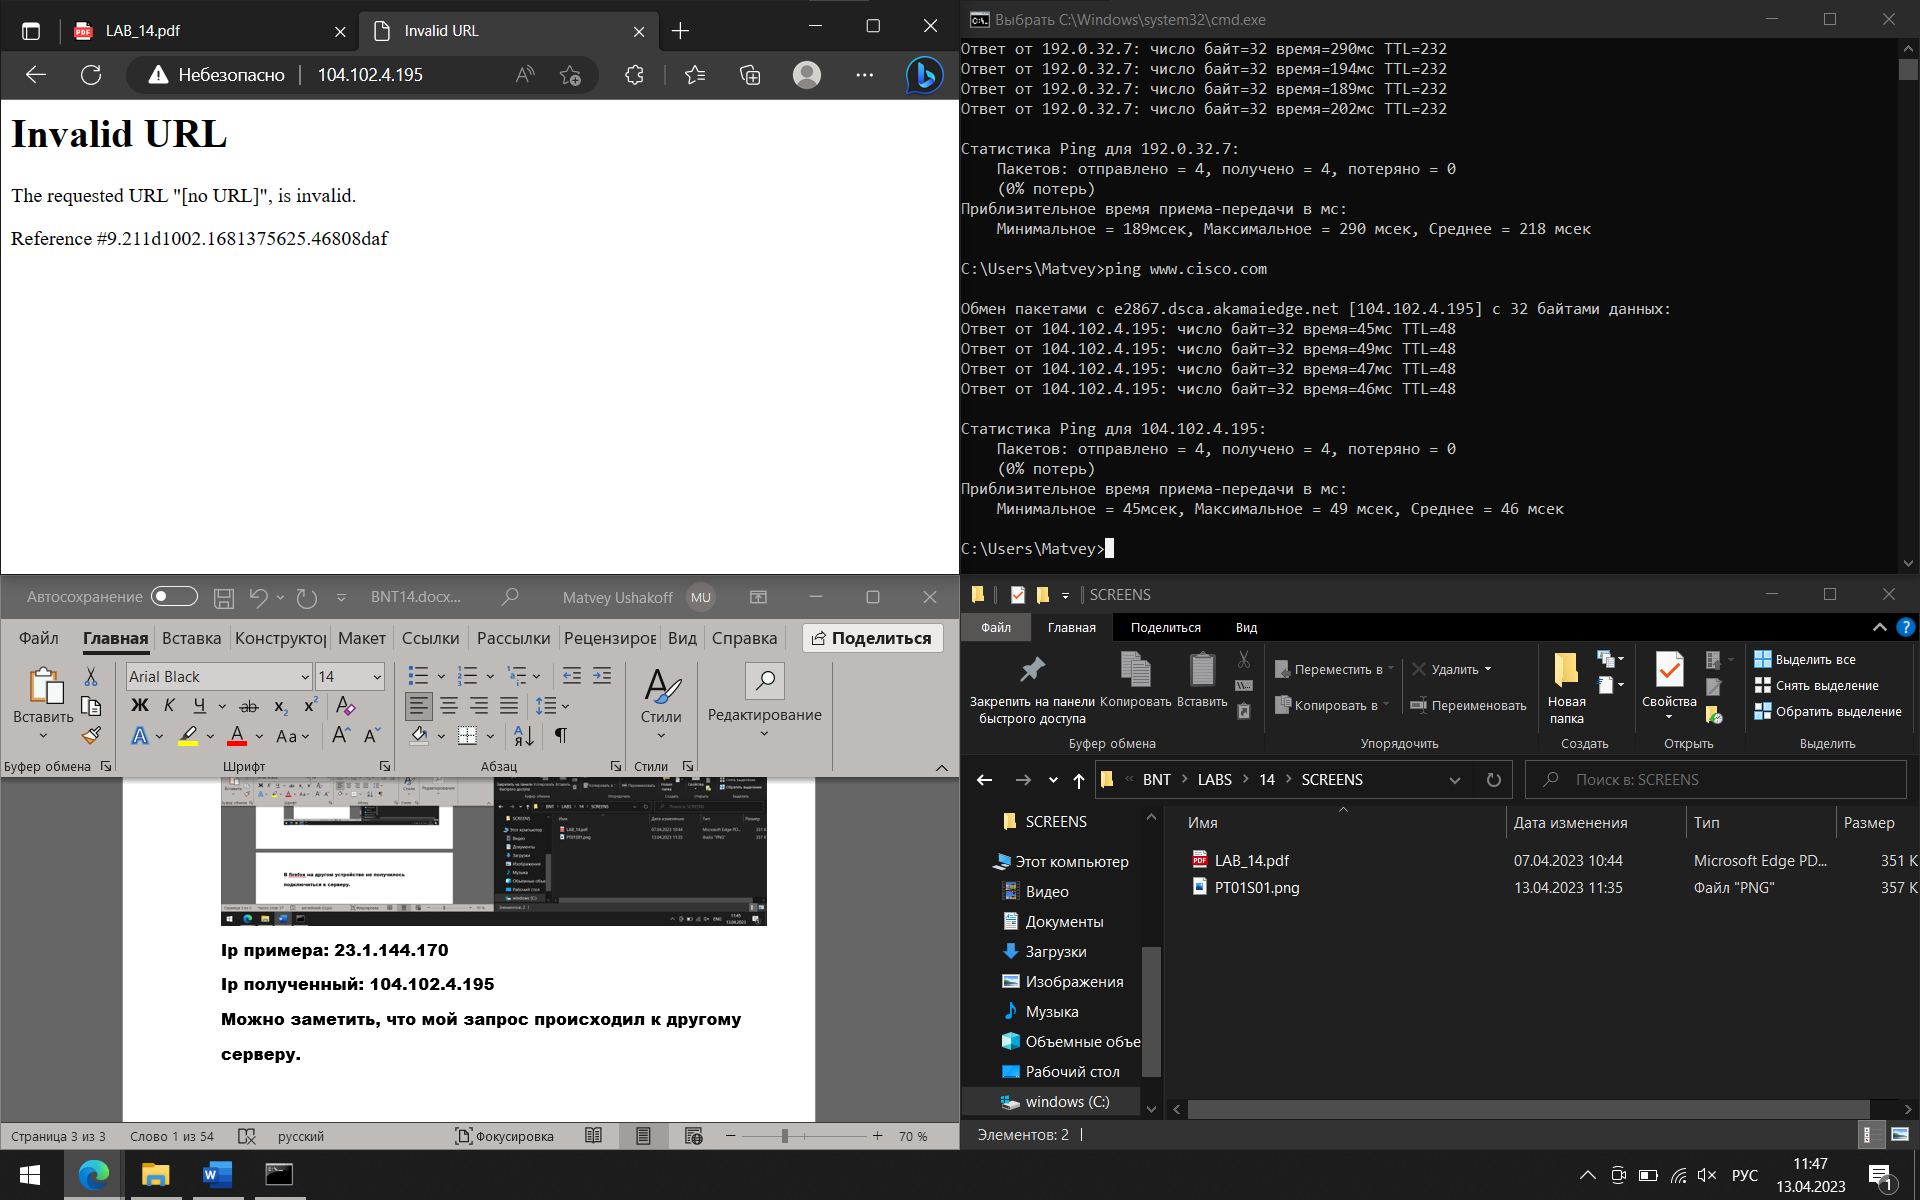 LAB_14.pdf
Invalid URL
Небезопасно
104.102.4.195
Invalid URL
The requested URL "[no URL]", is invalid.
Reference #9.211d1002.1681375625.46808daf
Выбрать C:\Windows\system32\cmd.exe
Ответ от 192.0.32.7: число байт=32 время=290мс TTL=232
Ответ от 192.0.32.7: число байт=32 время=194мс TTL=232
Ответ от 192.0.32.7: число байт=32 время=189мс TTL=232
Ответ от 192.0.32.7: число байт=32 время=202мс TTL=232
Статистика Ping для 192.0.32.7:
Пакетов: отправлено = 4, получено = 4, потеряно = 0
(0% потерь)
Приблизительное время приема-передачи в мс:
Минимальное = 189мсек, Максимальное = 290 мсек, Среднее = 218 мсек
C:\Users\Matvey>ping www.cisco.com
Обмен пакетами с e2867.dsca.akamaiedge.net [104.102.4.195] с 32 байтами данных:
Ответ от 104.102.4.195: число байт=32 время=45мс TTL=48
Ответ от 104.102.4.195: число байт=32 время=49мс TTL=48
Ответ от 104.102.4.195: число байт=32 время=47мс TTL=48
Ответ от 104.102.4.195: число байт=32 время=46мс TTL=48
Статистика Ping для 104.102.4.195:
Пакетов: отправлено = 4, получено = 4, потеряно = 0
(0% потерь)
Приблизительное время приема-передачи в мс:
Минимальное = 45мсек, Максимальное = 49 мсек, Среднее = 46 мсек
C:\Users\Matvey>
Автосохранение BNT14.docx... Matvey Ushakoff MU
Файл Главная Вставка Конструктор Макет Ссылки Рассылки Рецензиров Вид Справка Поделиться
Arial Black 14
Вставить
Ж К Ч ab x₂ x²
Стили
Редактирование
Буфер обмена Шрифт Абзац Стили
В firefox на другом устройстве не получилось
подключиться к серверу.
Ip примера: 23.1.144.170
Ip полученный: 104.102.4.195
Можно заметить, что мой запрос происходил к другому
серверу.
Страница 3 из 3 Слово 1 из 54 русский Фокусировка 70 %
SCREENS
Файл Главная Поделиться Вид
Закрепить на панели
быстрого доступа
Копировать
Вставить
Переместить в
Копировать в
Удалить
Переименовать
Новая
папка
Свойства
Выделить все
Снять выделение
Обратить выделение
Буфер обмена Упорядочить Создать Открыть Выделить
BNT LABS 14 SCREENS
Поиск в: SCREENS
SCREENS
Этот компьютер
Видео
Документы
Загрузки
Изображения
Музыка
Объемные объе
Рабочий стол
windows (C:)
Имя Дата изменения Тип Размер
LAB_14.pdf 07.04.2023 10:44 Microsoft Edge PD... 351 К
PT01S01.png 13.04.2023 11:35 Файл "PNG" 357 К
Элементов: 2
РУС
11:47
13.04.2023
1